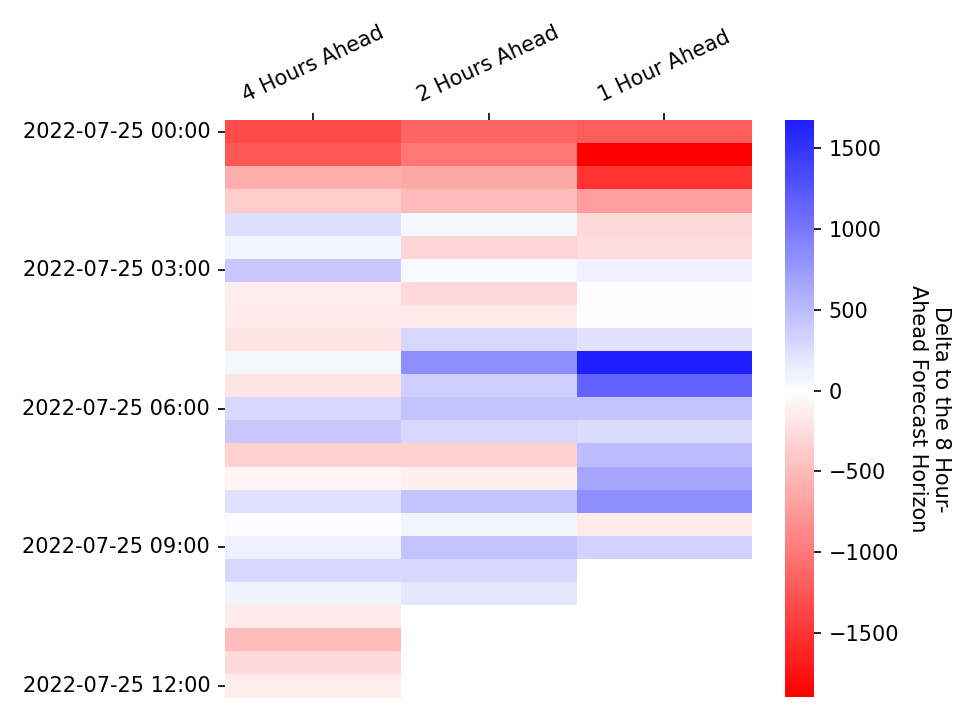 4 Hours Ahead
2 Hours Ahead
1 Hour Ahead
2022-07-25 00:00
2022-07-25 03:00
2022-07-25 06:00
2022-07-25 09:00
2022-07-25 12:00
1500
1000
500
0
−500
−1000
−1500
Delta to the 8 Hour-
Ahead Forecast Horizon